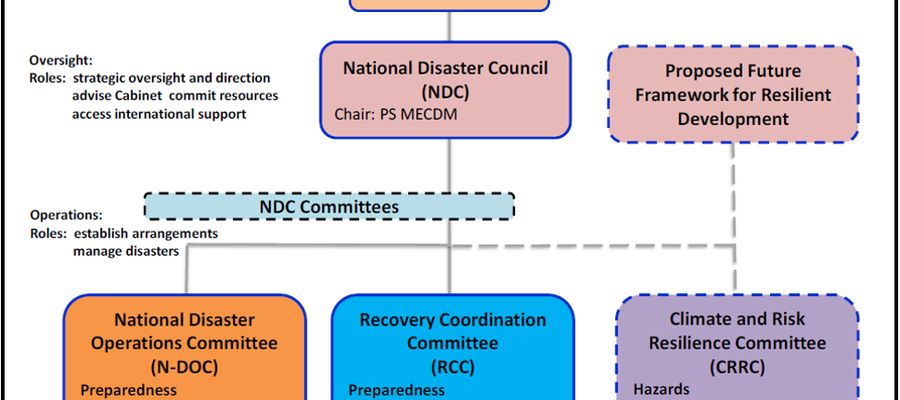 Oversight:
Roles: strategic oversight and direction
advise Cabinet commit resources
access international support
National Disaster Council
(NDC)
Chair: PS MECDM
Proposed Future
Framework for Resilient
Development
NDC Committees
Operations:
Roles: establish arrangements
manage disasters
National Disaster
Operations Committee
(N-DOC)
Preparedness
Recovery Coordination
Committee
(RCC)
Preparedness
Climate and Risk
Resilience Committee
(CRRC)
Hazards